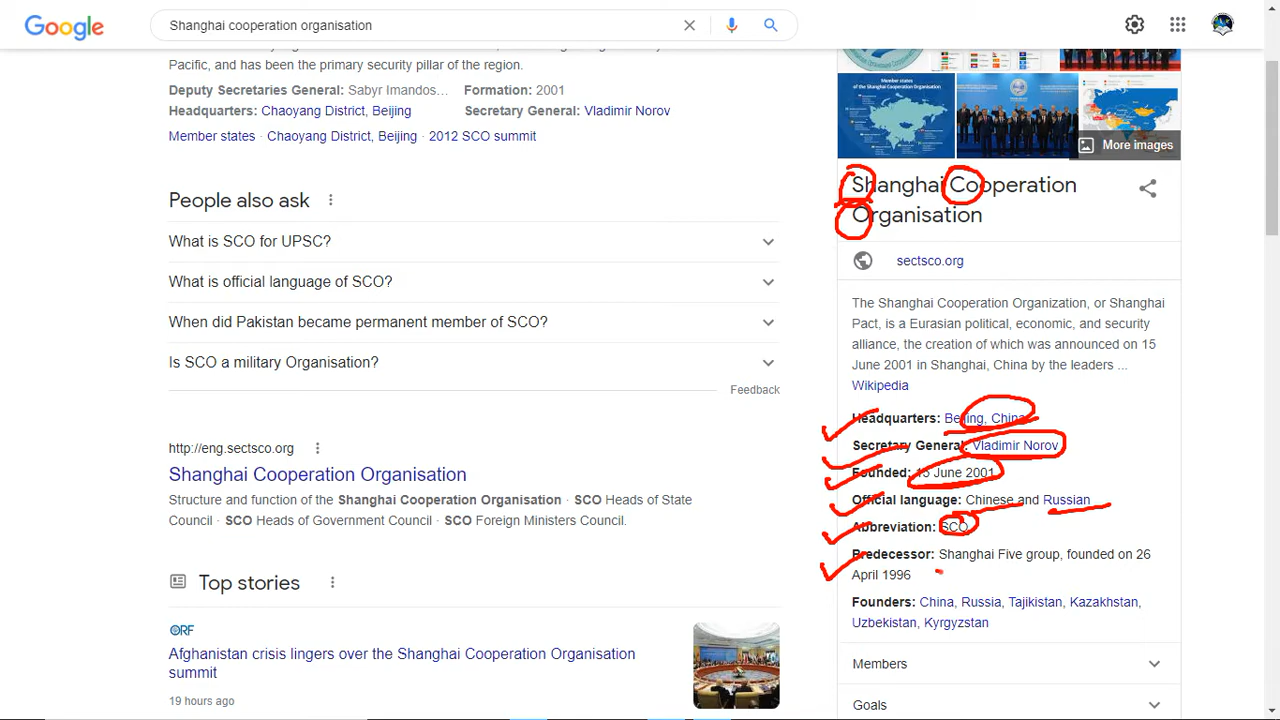 Google
Shanghai cooperation organisation
Pacific, and it is the primary security pillar of the region.
Formation: 2001
Headquarters: Chaoyang District, Beijing
Secretary General: Vladimir Norov
Member states · Chaoyang District, Beijing · 2012 SCO summit
People also ask
What is SCO for UPSC?
What is official language of SCO?
When did Pakistan became permanent member of SCO?
Is SCO a military Organisation?
Feedback
http://eng.sectsco.org
Shanghai Cooperation Organisation
Structure and function of the Shanghai Cooperation Organisation · SCO Heads of State
Council · SCO Heads of Government Council · SCO Foreign Ministers Council.
Top stories
ORF
Afghanistan crisis lingers over the Shanghai Cooperation Organisation
summit
19 hours ago
Member states
of the Shanghai Cooperation Organisation
More images
Shanghai Cooperation
Organisation
sectsco.org
The Shanghai Cooperation Organization, or Shanghai
Pact, is a Eurasian political, economic, and security
alliance, the creation of which was announced on 15
June 2001 in Shanghai, China by the leaders ...
Wikipedia
Headquarters: Beijing, China
Secretary General: Vladimir Norov
Founded: 15 June 2001
Official language: Chinese and Russian
Abbreviation: SCO
Predecessor: Shanghai Five group, founded on 26
April 1996
Founders: China, Russia, Tajikistan, Kazakhstan,
Uzbekistan, Kyrgyzstan
Members
Goals